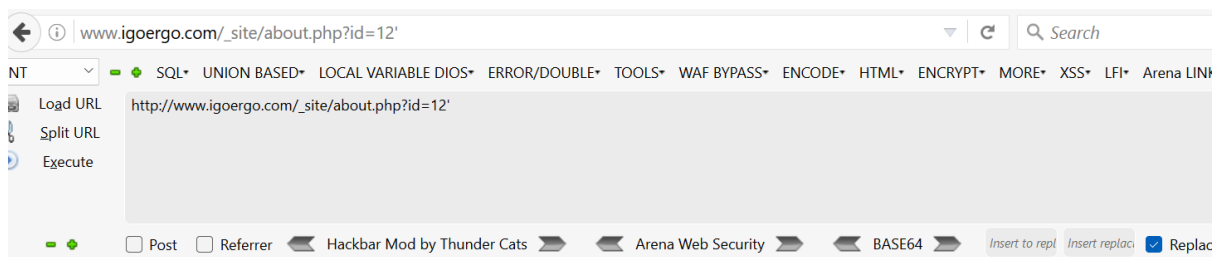 www.igoergo.com/_site/about.php?id=12' Search
NT SQL UNION BASED LOCAL VARIABLE DIOS ERROR/DOUBLE TOOLS WAF BYPASS ENCODE HTML ENCRYPT MORE XSS LFI Arena LINK
Load URL http://www.igoergo.com/_site/about.php?id=12'
Split URL
Execute
Post Referrer Hackbar Mod by Thunder Cats Arena Web Security BASE64 Insert to repl Insert replac Replac